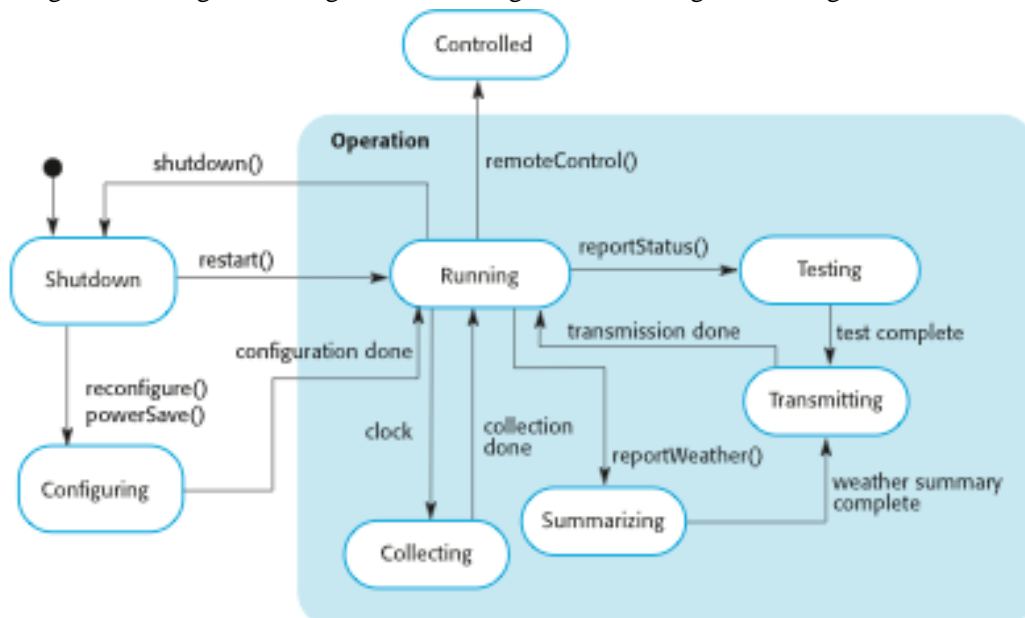 Controlled
Operation
shutdown()
remoteControl()
restart()
reportStatus()
Shutdown
Running
Testing
transmission done
test complete
configuration done
reconfigure()
powerSave()
Transmitting
clock
collection
done
reportWeather()
weather summary
complete
Configuring
Summarizing
Collecting